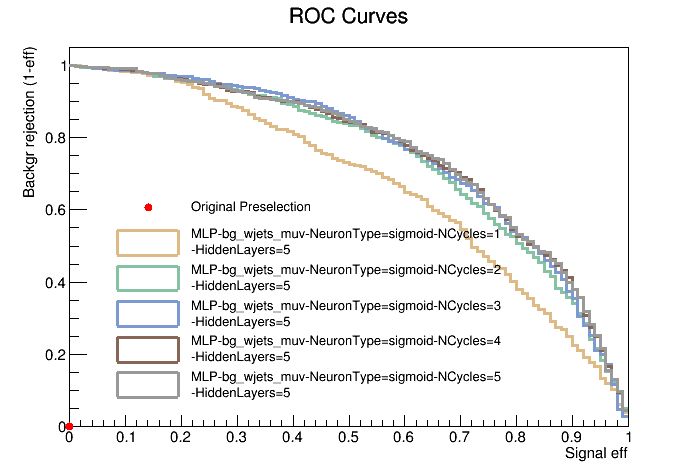 ROC Curves
Backgr rejection (1-eff)
1
0.8
0.6
0.4
0.2
0
Original Preselection
MLP-bg_wjets_muv-NeuronType=sigmoid-NCycles=1
-HiddenLayers=5
MLP-bg_wjets_muv-NeuronType=sigmoid-NCycles=2
-HiddenLayers=5
MLP-bg_wjets_muv-NeuronType=sigmoid-NCycles=3
-HiddenLayers=5
MLP-bg_wjets_muv-NeuronType=sigmoid-NCycles=4
-HiddenLayers=5
MLP-bg_wjets_muv-NeuronType=sigmoid-NCycles=5
-HiddenLayers=5
0 0.1 0.2 0.3 0.4 0.5 0.6 0.7 0.8 0.9 1
Signal eff